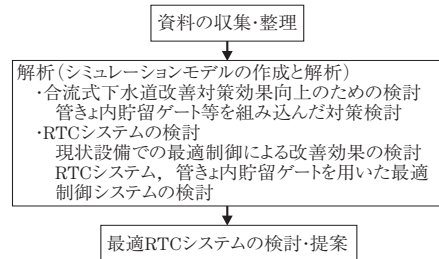 資料の収集・整理
解析（シミュレーションモデルの作成と解析）
・合流式下水道改善対策効果向上のための検討
管きょ内貯留ゲート等を組み込んだ対策検討
・RTCシステムの検討
現状設備での最適制御による改善効果の検討
RTCシステム，管きょ内貯留ゲートを用いた最適
制御システムの検討
最適RTCシステムの検討・提案